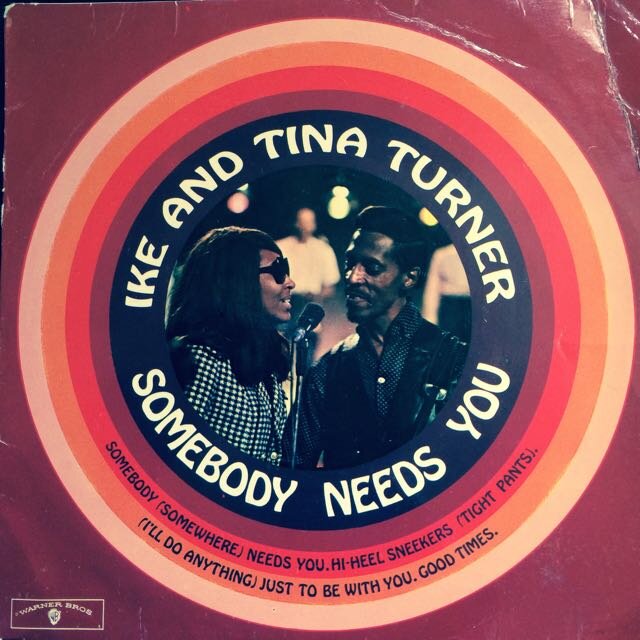 IKE AND TINA TURNER
SOMEBODY NEEDS YOU
SOMEBODY (SOMEWHERE) NEEDS YOU. HI-HEEL SNEEKERS (TIGHT PANTS).
(I'LL DO ANYTHING) JUST TO BE WITH YOU. GOOD TIMES.
WARNER BROS
WB